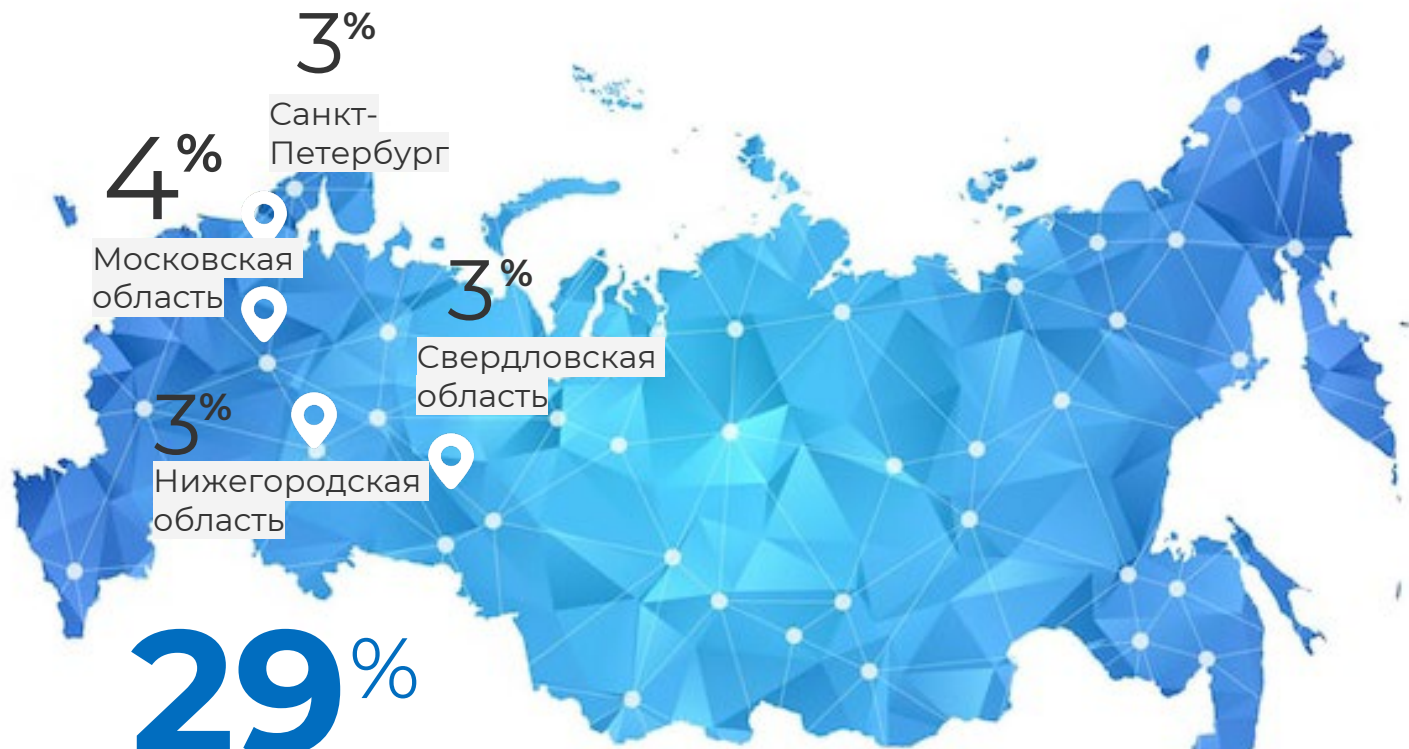 3%
Санкт-
Петербург
4%
Московская
область
3%
Свердловская
область
3%
Нижегородская
область
29%